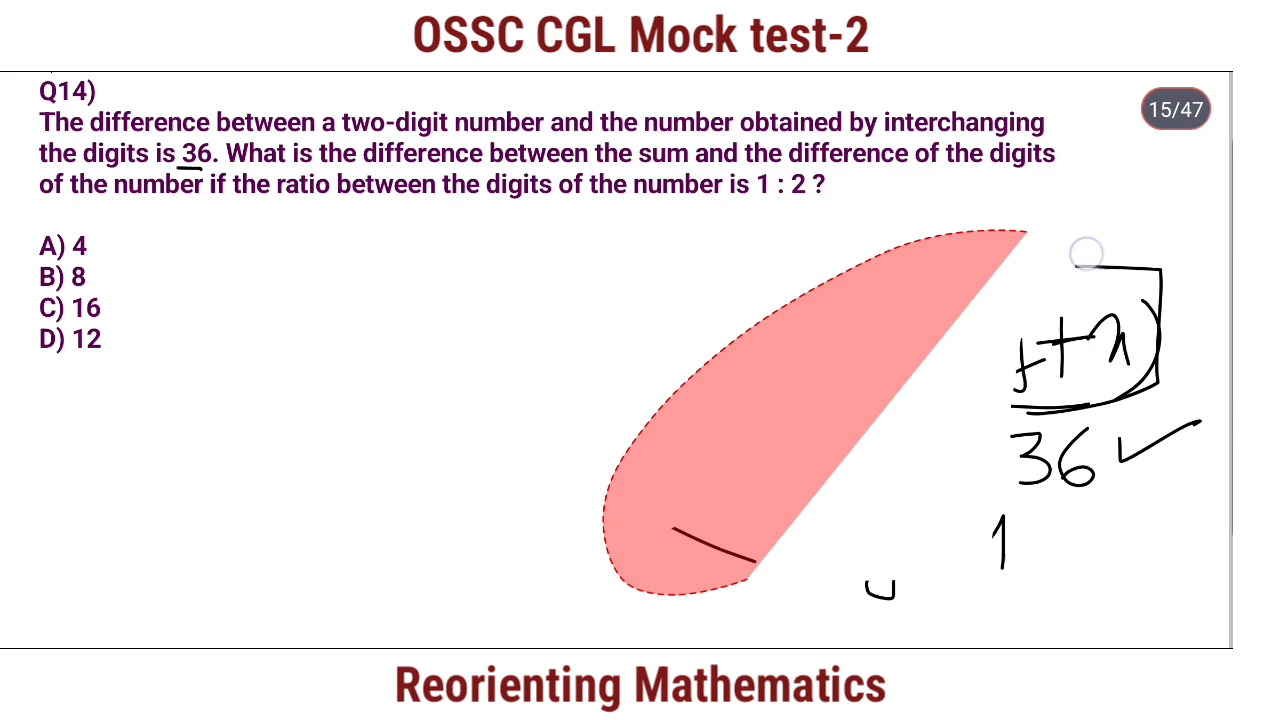 OSSC CGL Mock test-2
Q14)
15/47
The difference between a two-digit number and the number obtained by interchanging
the digits is 36. What is the difference between the sum and the difference of the digits
of the number if the ratio between the digits of the number is 1 : 2 ?
A) 4
B) 8
C) 16
D) 12
36 ✓
1
Reorienting Mathematics